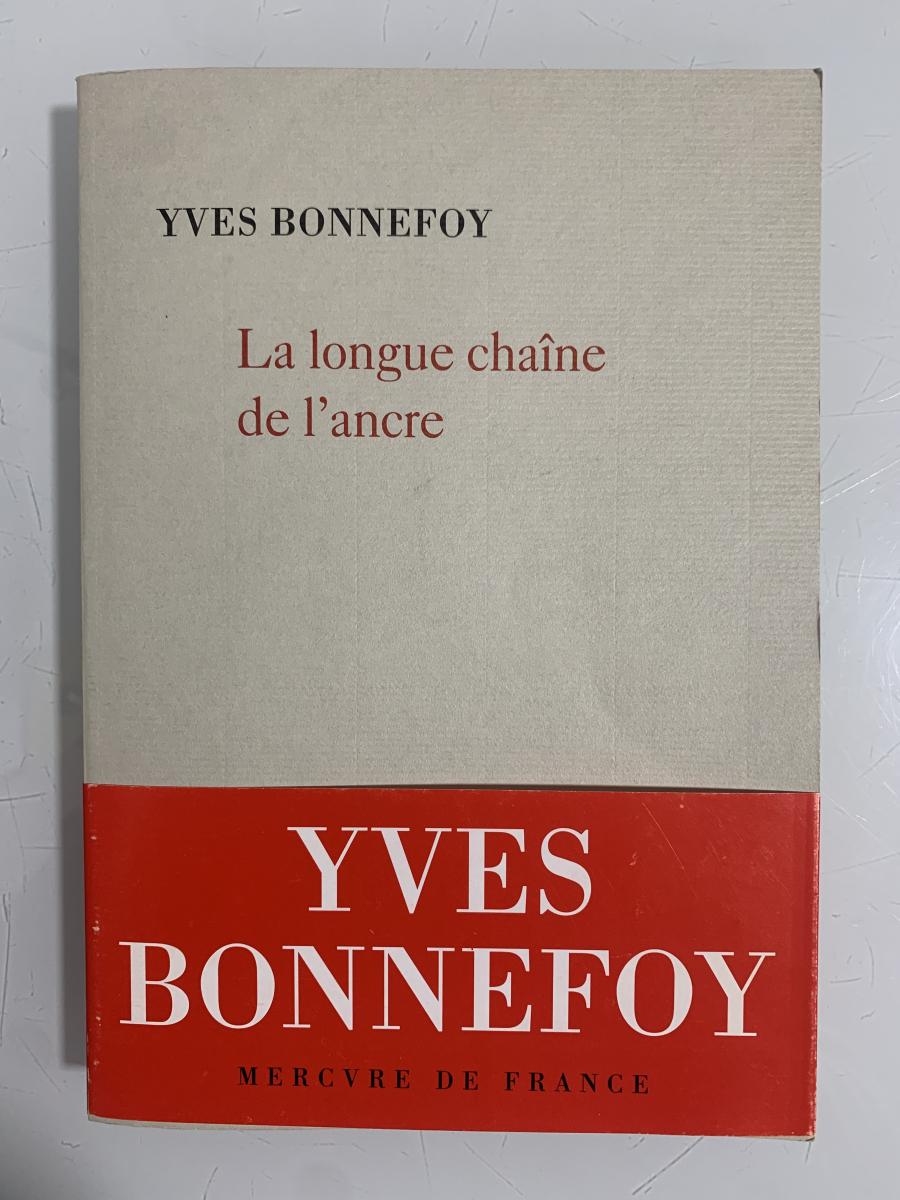 YVES BONNEFOY
La longue chaîne
de l’ancre
YVES
BONNEFOY
MERCVRE DE FRANCE